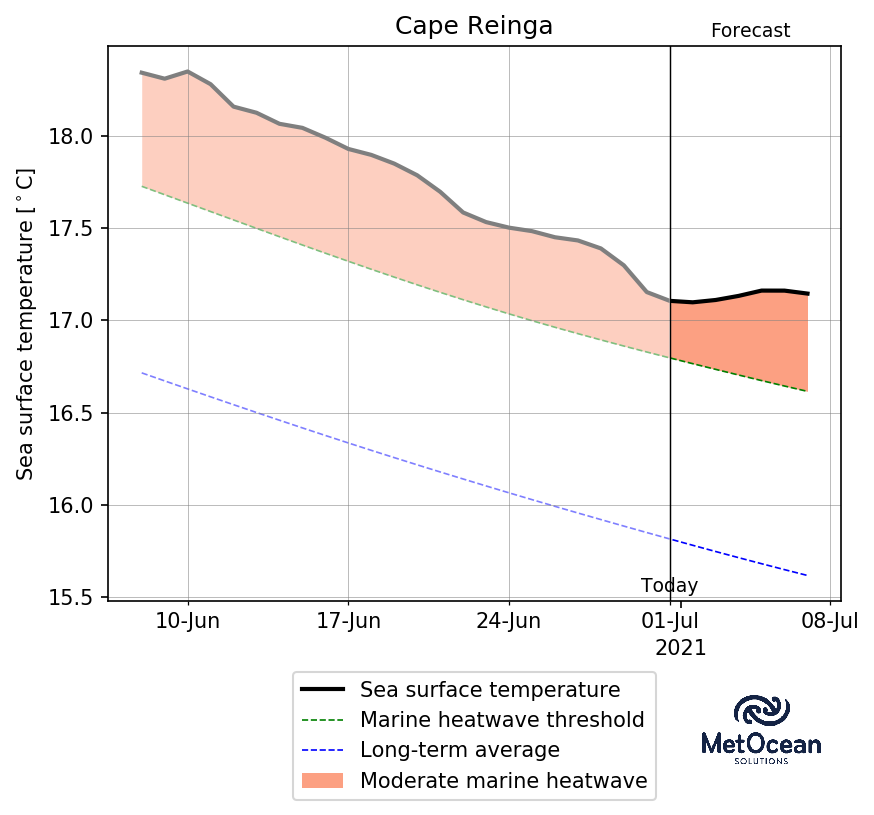 Cape Reinga
Forecast
Sea surface temperature [°C]
18.0
17.5
17.0
16.5
16.0
15.5
Today
10-Jun 17-Jun 24-Jun 01-Jul 08-Jul
2021
Sea surface temperature
Marine heatwave threshold
Long-term average
Moderate marine heatwave
MetOcean
SOLUTIONS